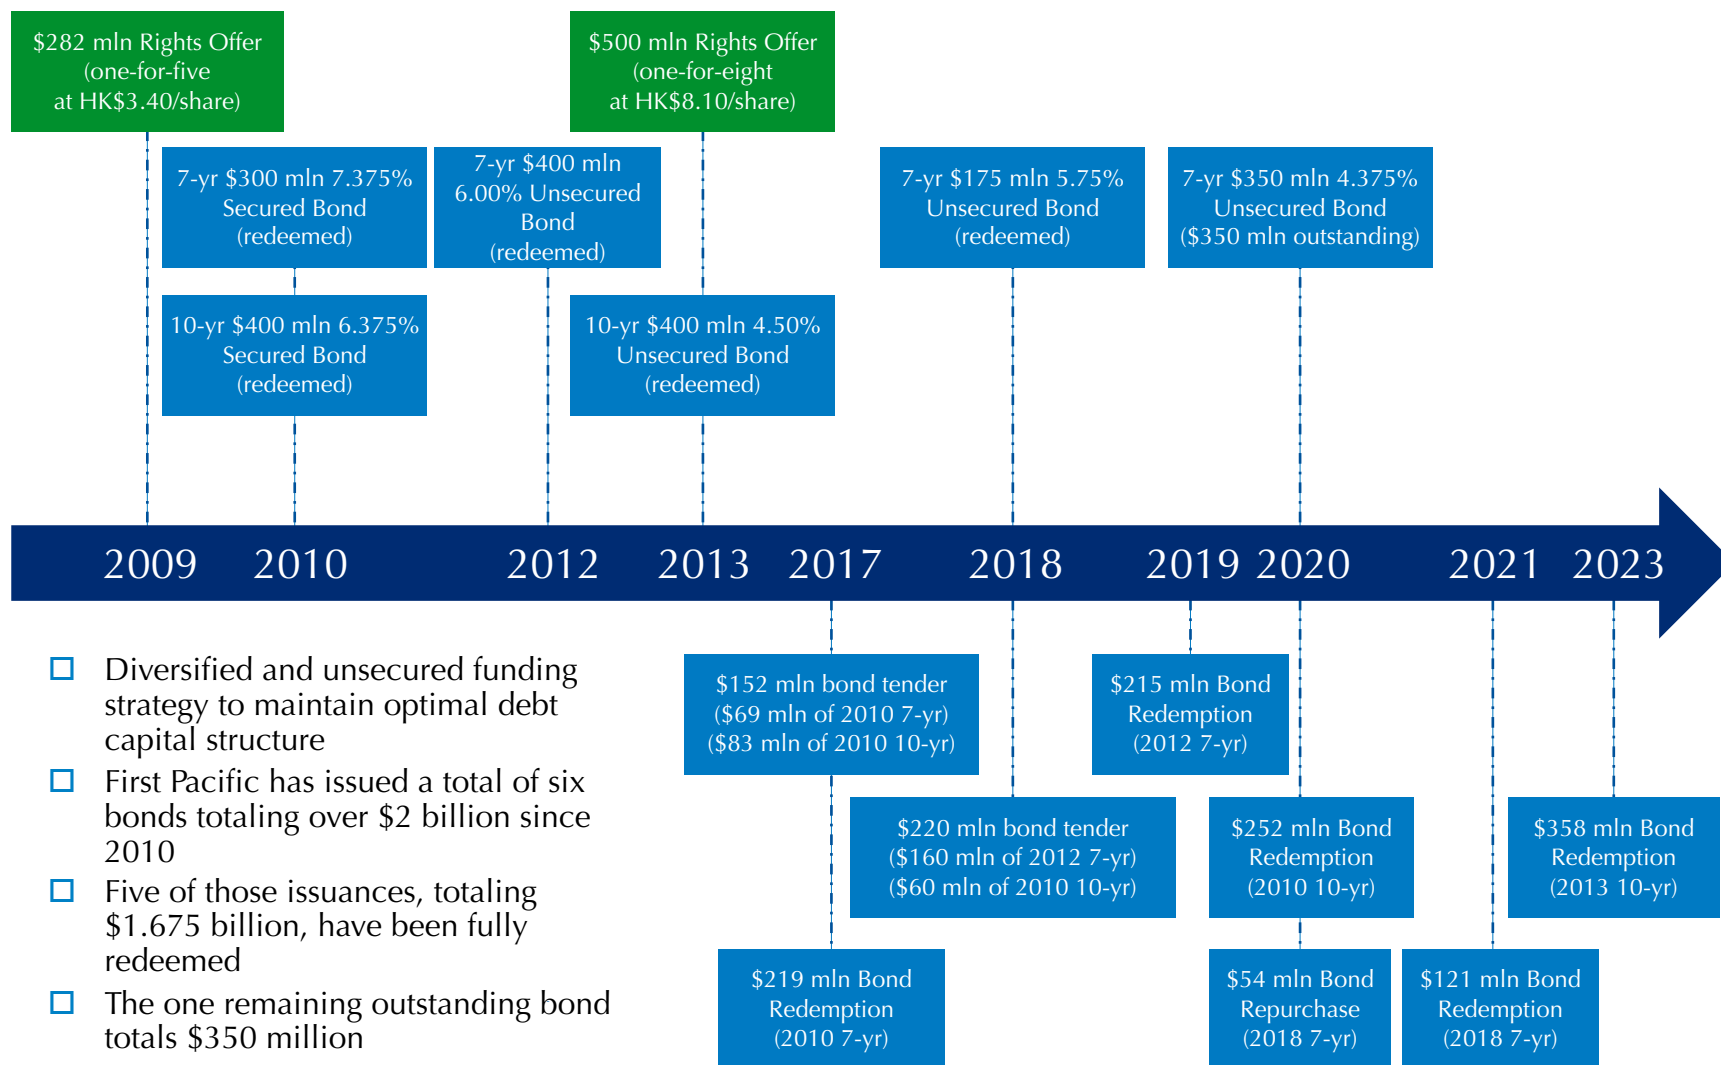 $282 mln Rights Offer
(one-for-five
at HK$3.40/share)
$500 mln Rights Offer
(one-for-eight
at HK$8.10/share)
7-yr $300 mln 7.375%
Secured Bond
(redeemed)
7-yr $400 mln
6.00% Unsecured
Bond
(redeemed)
7-yr $175 mln 5.75%
Unsecured Bond
(redeemed)
7-yr $350 mln 4.375%
Unsecured Bond
($350 mln outstanding)
10-yr $400 mln 6.375%
Secured Bond
(redeemed)
10-yr $400 mln 4.50%
Unsecured Bond
(redeemed)
2009 2010 2012 2013 2017 2018 2019 2020 2021 2023
Diversified and unsecured funding
strategy to maintain optimal debt
capital structure
First Pacific has issued a total of six
bonds totaling over $2 billion since
2010
Five of those issuances, totaling
$1.675 billion, have been fully
redeemed
The one remaining outstanding bond
totals $350 million
$152 mln bond tender
($69 mln of 2010 7-yr)
($83 mln of 2010 10-yr)
$215 mln Bond
Redemption
(2012 7-yr)
$220 mln bond tender
($160 mln of 2012 7-yr)
($60 mln of 2010 10-yr)
$252 mln Bond
Redemption
(2010 10-yr)
$358 mln Bond
Redemption
(2013 10-yr)
$219 mln Bond
Redemption
(2010 7-yr)
$54 mln Bond
Repurchase
(2018 7-yr)
$121 mln Bond
Redemption
(2018 7-yr)